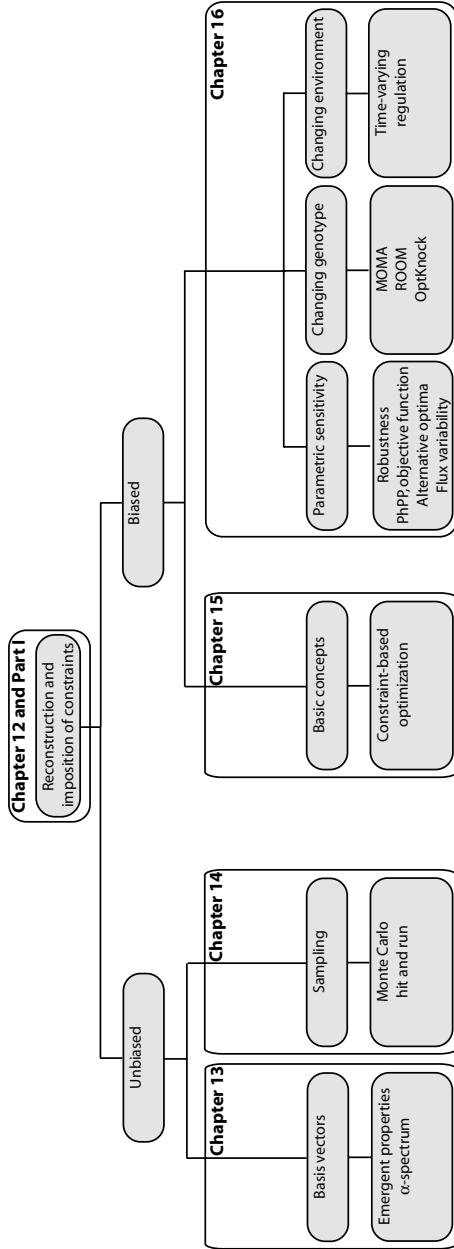 Chapter 12 and Part I
Reconstruction and
imposition of constraints
Unbiased
Biased
Chapter 13
Basis vectors
Emergent properties
α-spectrum
Chapter 14
Sampling
Monte Carlo
hit and run
Chapter 15
Basic concepts
Constraint-based
optimization
Chapter 16
Parametric sensitivity
Robustness
PhPP, objective function
Alternative optima
Flux variability
Changing genotype
MOMA
ROOM
OptKnock
Changing environment
Time-varying
regulation